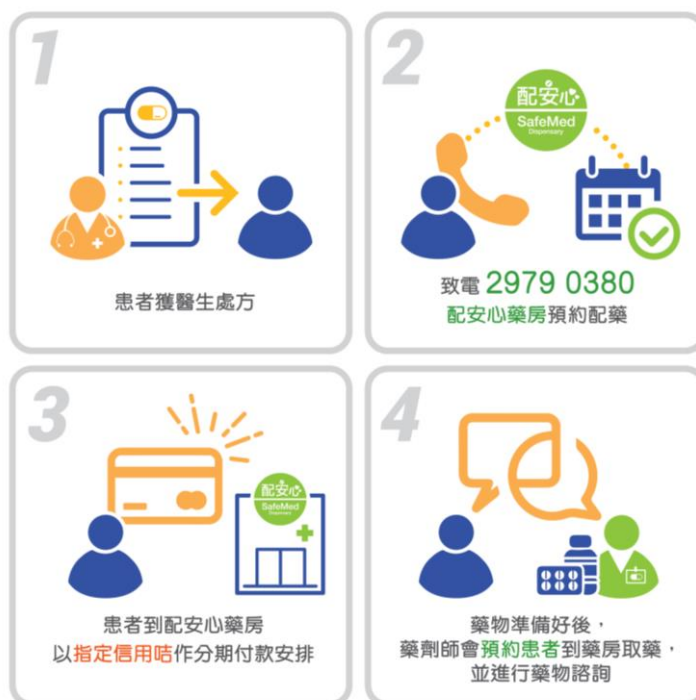 1
患者獲醫生處方
2
配安心
SafeMed
Dispensary
致電 2979 0380
配安心藥房預約配藥
3
配安心
SafeMed
Dispensary
患者到配安心藥房
以指定信用咭作分期付款安排
4
藥物準備好後，
藥劑師會預約患者到藥房取藥，
並進行藥物諮詢